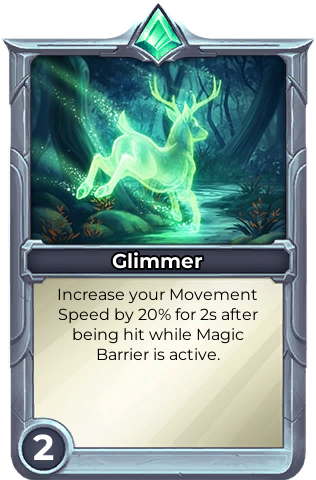 Glimmer
Increase your Movement
Speed by 20% for 2s after
being hit while Magic
Barrier is active.
2